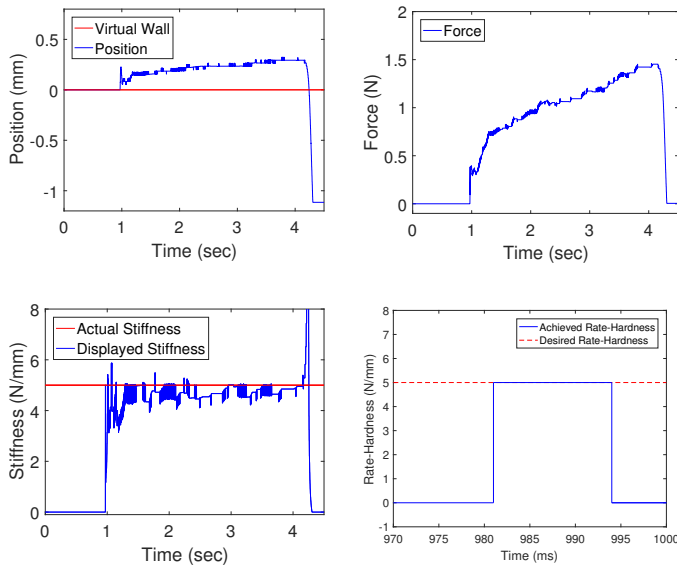 0.5
0
-0.5
-1
Position (mm)
Virtual Wall
Position
0 1 2 3 4
Time (sec)
2
1.5
1
0.5
0
Force (N)
Force
0 1 2 3 4
Time (sec)
8
6
4
2
0
Stiffness (N/mm)
Actual Stiffness
Displayed Stiffness
0 1 2 3 4
Time (sec)
8
7
6
5
4
3
2
1
0
-1
Rate-Hardness (N/mm)
Achieved Rate-Hardness
Desired Rate-Hardness
970 975 980 985 990 995 1000
Time (ms)